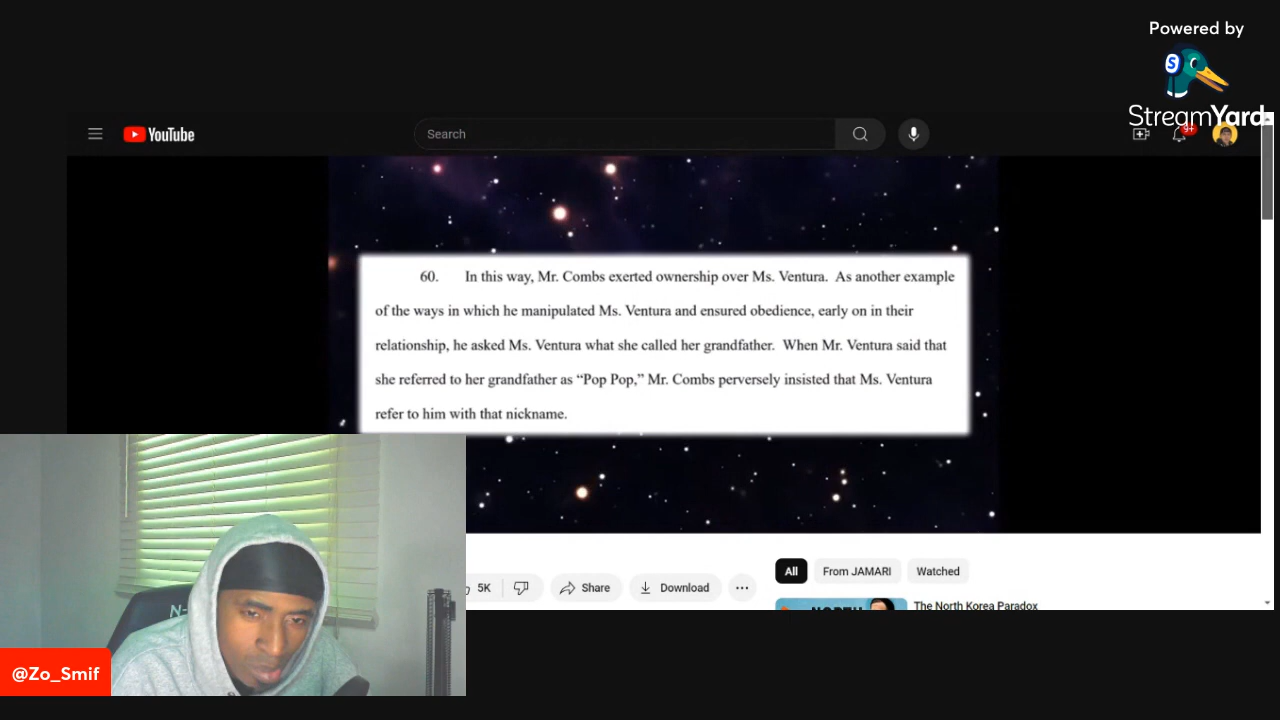 Powered by
StreamYard
YouTube
Search
9+
60. In this way, Mr. Combs exerted ownership over Ms. Ventura. As another example
of the ways in which he manipulated Ms. Ventura and ensured obedience, early on in their
relationship, he asked Ms. Ventura what she called her grandfather. When Mr. Ventura said that
she referred to her grandfather as “Pop Pop,” Mr. Combs perversely insisted that Ms. Ventura
refer to him with that nickname.
5K
Share
Download
All
From JAMARI
Watched
The North Korea Paradox
@Zo_Smif